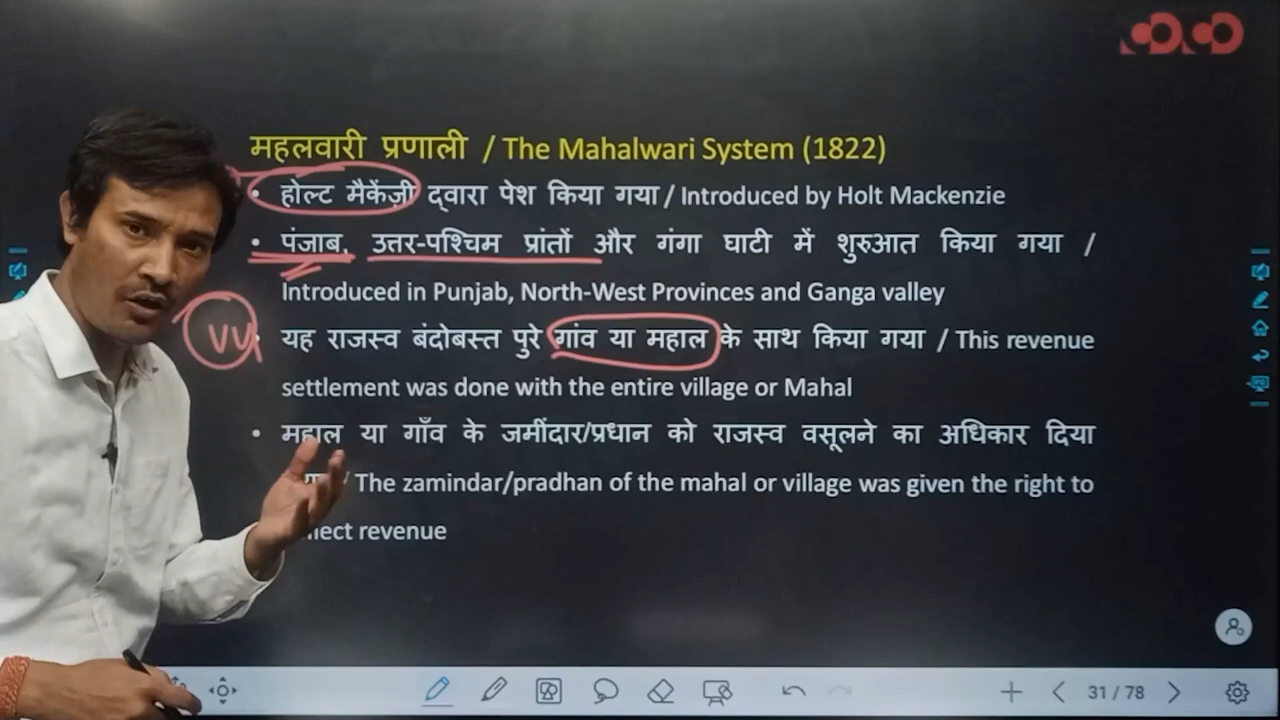 महलवारी प्रणाली / The Mahalwari System (1822)
• होल्ट मैकेंज़ी द्वारा पेश किया गया / Introduced by Holt Mackenzie
• पंजाब, उत्तर-पश्चिम प्रांतों और गंगा घाटी में शुरुआत किया गया /
Introduced in Punjab, North-West Provinces and Ganga valley
VV
• यह राजस्व बंदोबस्त पुरे गांव या महाल के साथ किया गया / This revenue
settlement was done with the entire village or Mahal
• महाल या गाँव के जमींदार/प्रधान को राजस्व वसूलने का अधिकार दिया
/ The zamindar/pradhan of the mahal or village was given the right to
revenue
31 / 78